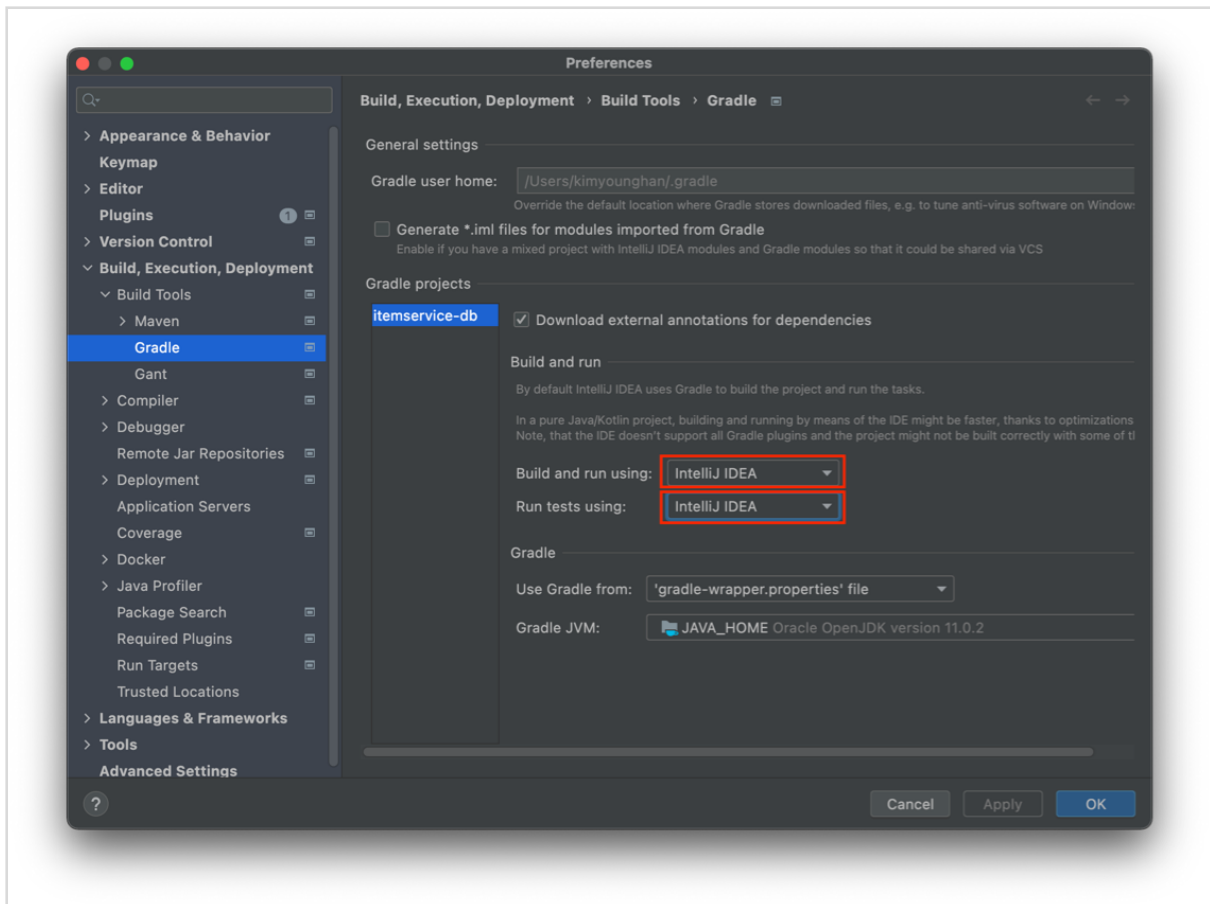 Preferences
Appearance & Behavior
Keymap
Editor
Plugins 1
Version Control
Build, Execution, Deployment
Build Tools
Maven
Gradle
Gant
Compiler
Debugger
Remote Jar Repositories
Deployment
Application Servers
Coverage
Docker
Java Profiler
Package Search
Required Plugins
Run Targets
Trusted Locations
Languages & Frameworks
Tools
Advanced Settings
Build, Execution, Deployment › Build Tools › Gradle
General settings
Gradle user home: /Users/kimyounghan/.gradle
Override the default location where Gradle stores downloaded files, e.g. to tune anti-virus software on Windows
Generate *.iml files for modules imported from Gradle
Enable if you have a mixed project with IntelliJ IDEA modules and Gradle modules so that it could be shared via VCS
Gradle projects
itemservice-db
Download external annotations for dependencies
Build and run
By default IntelliJ IDEA uses Gradle to build the project and run the tasks.
In a pure Java/Kotlin project, building and running by means of the IDE might be faster, thanks to optimizations
Note, that the IDE doesn't support all Gradle plugins and the project might not be built correctly with some of
Build and run using: IntelliJ IDEA
Run tests using: IntelliJ IDEA
Gradle
Use Gradle from: 'gradle-wrapper.properties' file
Gradle JVM: JAVA_HOME Oracle OpenJDK version 11.0.2
? Cancel Apply OK